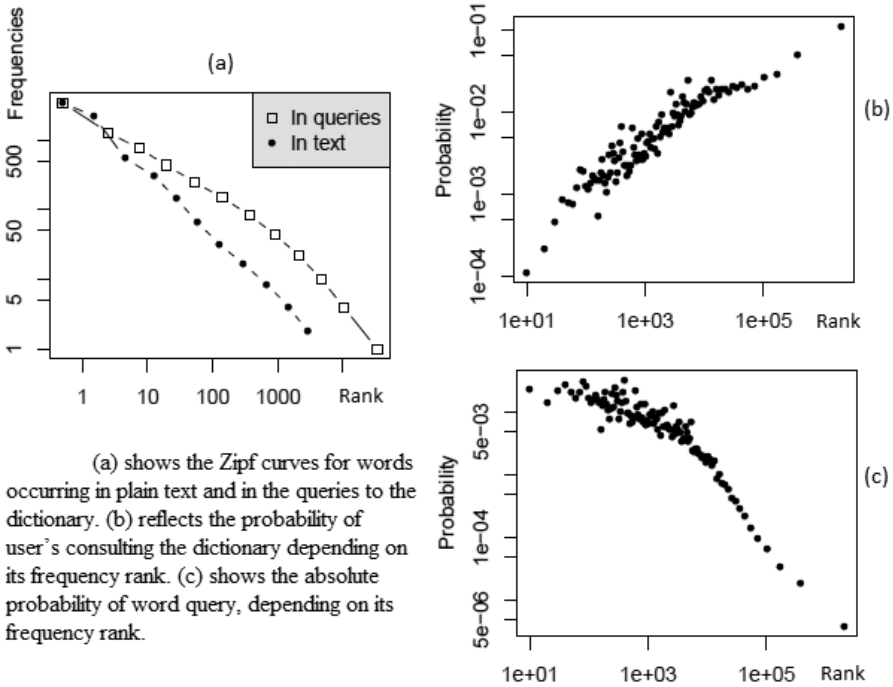 (a)
Frequencies
In queries
In text
500
50
5
1
1 10 100 1000 Rank
(a) shows the Zipf curves for words
occurring in plain text and in the queries to the
dictionary. (b) reflects the probability of
user's consulting the dictionary depending on
its frequency rank. (c) shows the absolute
probability of word query, depending on its
frequency rank.
(b)
Probability
1e-01
1e-02
1e-03
1e-04
1e+01 1e+03 1e+05 Rank
(c)
Probability
5e-03
1e-04
5e-06
1e+01 1e+03 1e+05 Rank